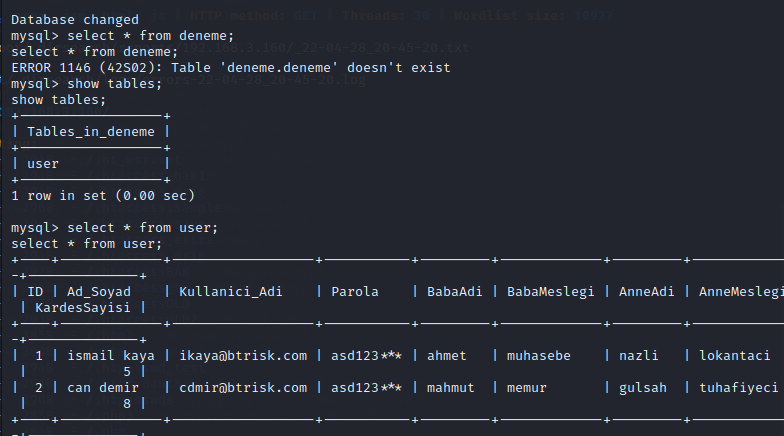 Database changed
mysql> select * from deneme;
select * from deneme;
ERROR 1146 (42S02): Table 'deneme.deneme' doesn't exist
mysql> show tables;
show tables;
+------------------+
| Tables_in_deneme |
+------------------+
| user             |
+------------------+
1 row in set (0.00 sec)
mysql> select * from user;
select * from user;
+----+-------------+------------------+-----------+---------+-------------+---------+-----------
-+--------------+
| ID | Ad_Soyad    | Kullanici_Adi    | Parola    | BabaAdi | BabaMeslegi | AnneAdi | AnneMeslegi
 | KardesSayisi |
+----+-------------+------------------+-----------+---------+-------------+---------+-----------
-+--------------+
|  1 | ismail kaya | ikaya@btrisk.com | asd123*** | ahmet   | muhasebe    | nazli   | lokantaci
 |            5 |
|  2 | can demir   | cdmir@btrisk.com | asd123*** | mahmut  | memur       | gulsah  | tuhafiyeci
 |            8 |
+----+-------------+------------------+-----------+---------+-------------+---------+-----------
-+--------------+